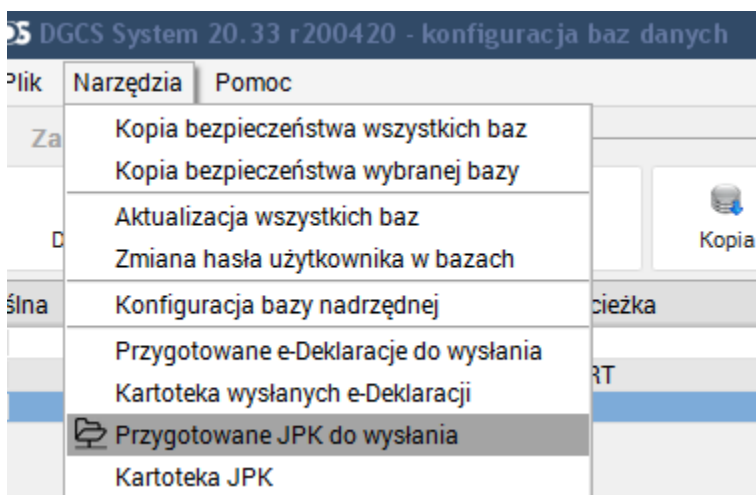 DGCS System 20.33 r200420 - konfiguracja baz danych
Plik Narzędzia Pomoc
Kopia bezpieczeństwa wszystkich baz
Kopia bezpieczeństwa wybranej bazy
Aktualizacja wszystkich baz
Kopia
Zmiana hasła użytkownika w bazach
Konfiguracja bazy nadrzędnej
Przygotowane e-Deklaracje do wysłania
Kartoteka wysłanych e-Deklaracji
Przygotowane JPK do wysłania
Kartoteka JPK